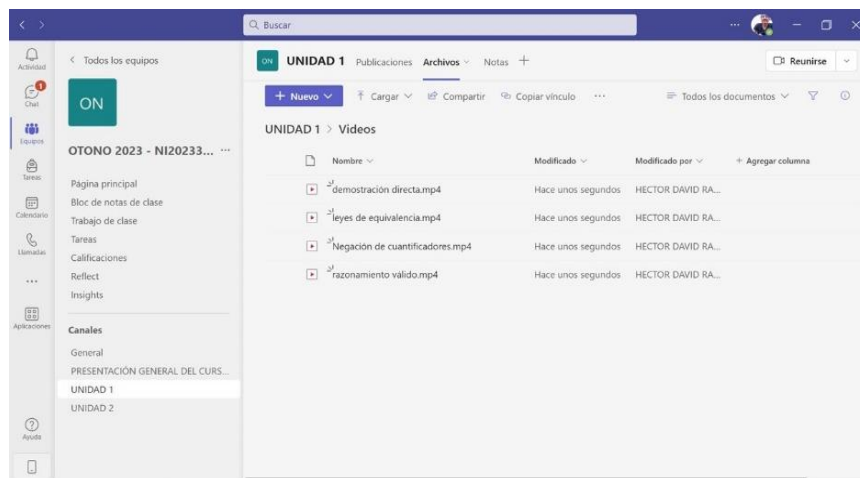 Buscar
Actividad
Chat
1
Equipos
Tareas
Calendario
Llamadas
Aplicaciones
Ayuda
Todos los equipos
ON
OTONO 2023 - NI20233... ...
Página principal
Bloc de notas de clase
Trabajo de clase
Tareas
Calificaciones
Reflect
Insights
Canales
General
PRESENTACIÓN GENERAL DEL CURS...
UNIDAD 1
UNIDAD 2
ON UNIDAD 1 Publicaciones Archivos Notas + Reunirse
+ Nuevo Cargar Compartir Copiar vínculo ... Todos los documentos
UNIDAD 1 > Videos
Nombre Modificado Modificado por + Agregar columna
demostración directa.mp4 Hace unos segundos HECTOR DAVID RA...
leyes de equivalencia.mp4 Hace unos segundos HECTOR DAVID RA...
Negación de cuantificadores.mp4 Hace unos segundos HECTOR DAVID RA...
razonamiento válido.mp4 Hace unos segundos HECTOR DAVID RA...